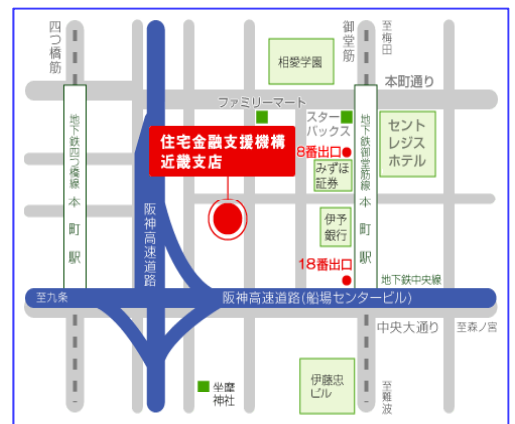 四つ橋筋
御堂筋
至梅田
相愛学園
本町通り
ファミリーマート
スター
バックス
セント
レジス
ホテル
住宅金融支援機構
近畿支店
8番出口
みずほ
証券
地下鉄四つ橋線
本町駅
地下鉄御堂筋線
本町駅
阪神高速道路
伊予
銀行
18番出口
地下鉄中央線
至九条
阪神高速道路(船場センタービル)
中央大通り
至森ノ宮
坐摩
神社
伊藤忠
ビル
至難波